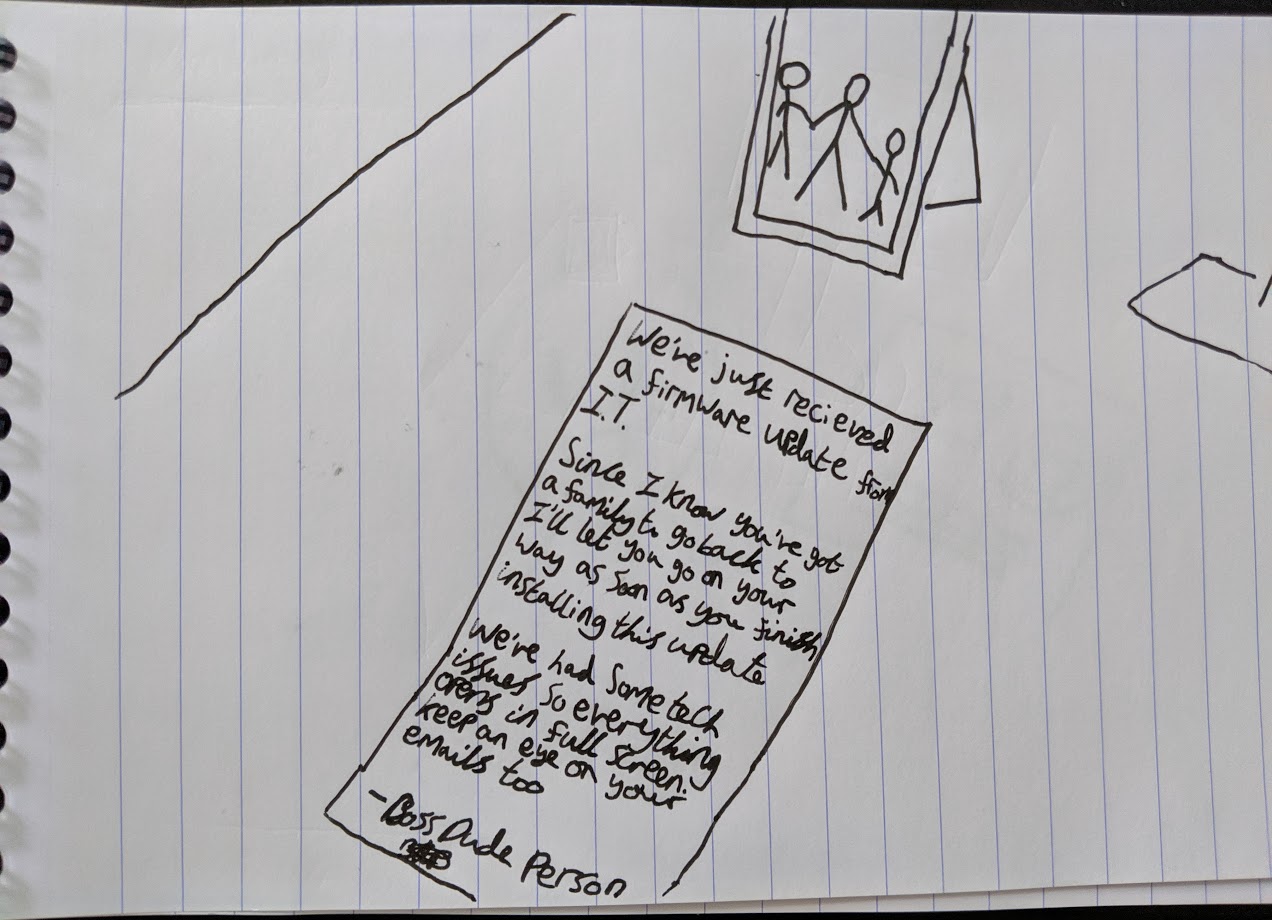 We've just recieved
a firmware update from
I.T.
Since I know you've got
a family to go back to
I'll let you go on your
way as soon as you finish
installing this update
We've had some tech
issues so everything
opens in full screen.
keep an eye on your
emails too
-Boss Dude Person